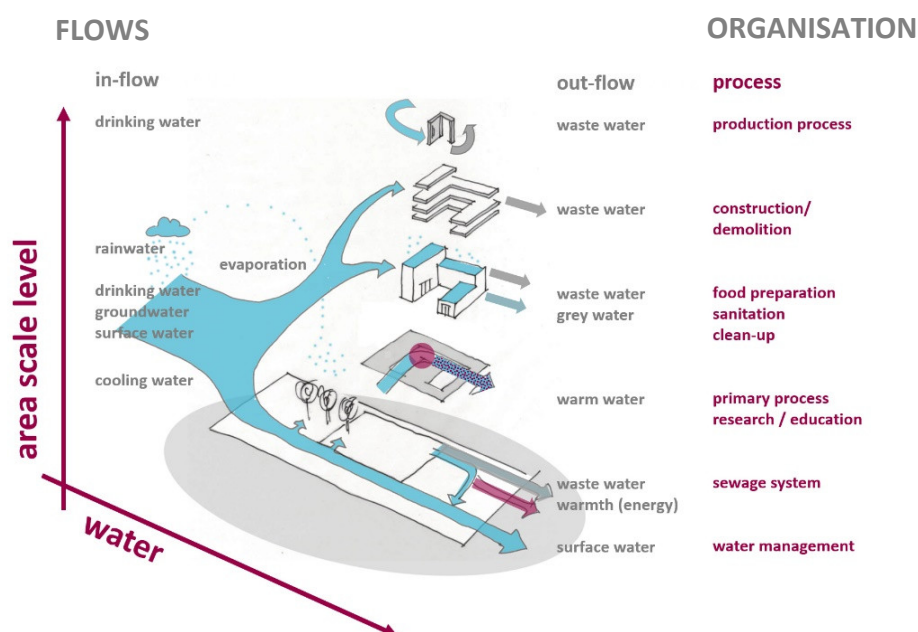 FLOWS
ORGANISATION
in-flow
out-flow
process
drinking water
waste water
production process
waste water
construction/
demolition
rainwater
evaporation
drinking water
groundwater
surface water
waste water
grey water
food preparation
sanitation
clean-up
cooling water
warm water
primary process
research / education
waste water
warmth (energy)
sewage system
surface water
water management
area scale level
water